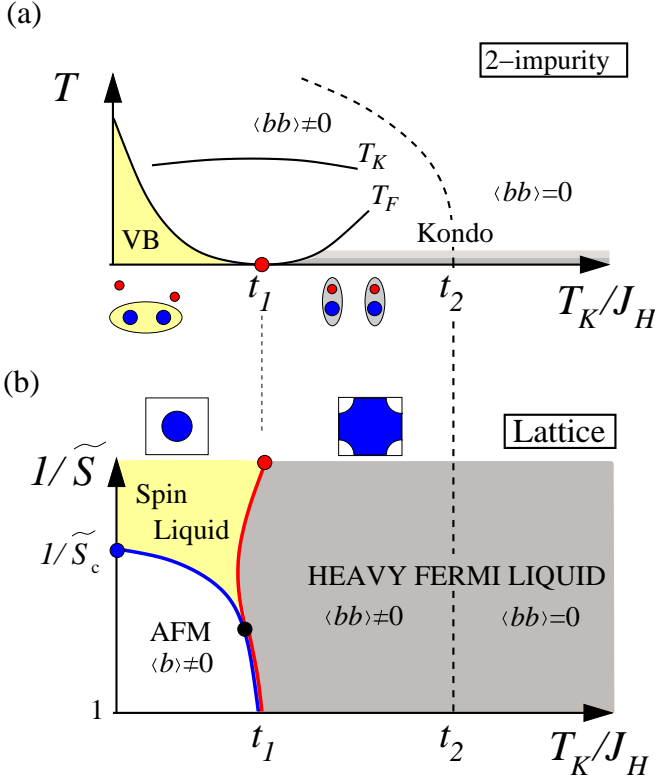 (a)
2−impurity
T
⟨bb⟩≠0
T_K
⟨bb⟩=0
T_F
VB
Kondo
t_1
t_2
T_K/J_H
(b)
Lattice
1/S̃
Spin
Liquid
1/S̃_c
HEAVY FERMI LIQUID
AFM
⟨bb⟩≠0
⟨bb⟩=0
⟨b⟩≠0
1
t_1
t_2
T_K/J_H